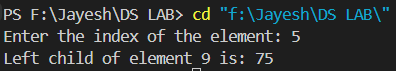 PS F:\Jayesh\DS LAB> cd "f:\Jayesh\DS LAB\"
Enter the index of the element: 5
Left child of element 9 is: 75